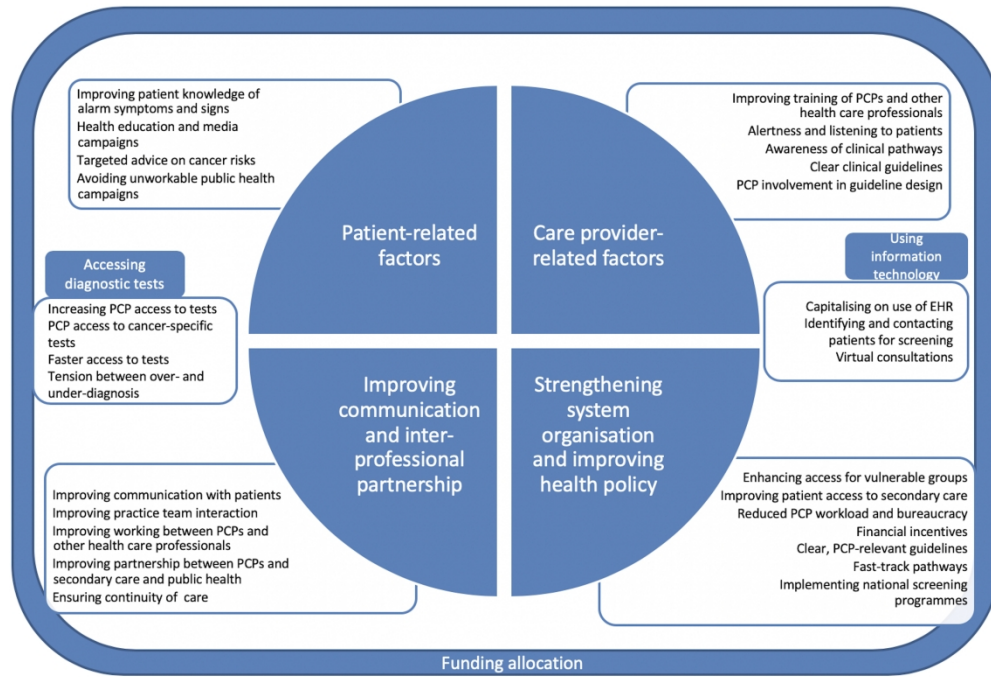 Improving patient knowledge of
alarm symptoms and signs
Health education and media
campaigns
Targeted advice on cancer risks
Avoiding unworkable public health
campaigns
Improving training of PCPs and other
health care professionals
Alertness and listening to patients
Awareness of clinical pathways
Clear clinical guidelines
PCP involvement in guideline design
Patient-related
factors
Care provider-
related factors
Accessing
diagnostic tests
Increasing PCP access to tests
PCP access to cancer-specific
tests
Faster access to tests
Tension between over- and
under-diagnosis
Using
information
technology
Capitalising on use of EHR
Identifying and contacting
patients for screening
Virtual consultations
Improving
communication
and inter-
professional
partnership
Strengthening
system
organisation
and improving
health policy
Improving communication with patients
Improving practice team interaction
Improving working between PCPs and
other health care professionals
Improving partnership between PCPs and
secondary care and public health
Ensuring continuity of care
Enhancing access for vulnerable groups
Improving patient access to secondary care
Reduced PCP workload and bureaucracy
Financial incentives
Clear, PCP-relevant guidelines
Fast-track pathways
Implementing national screening
programmes
Funding allocation